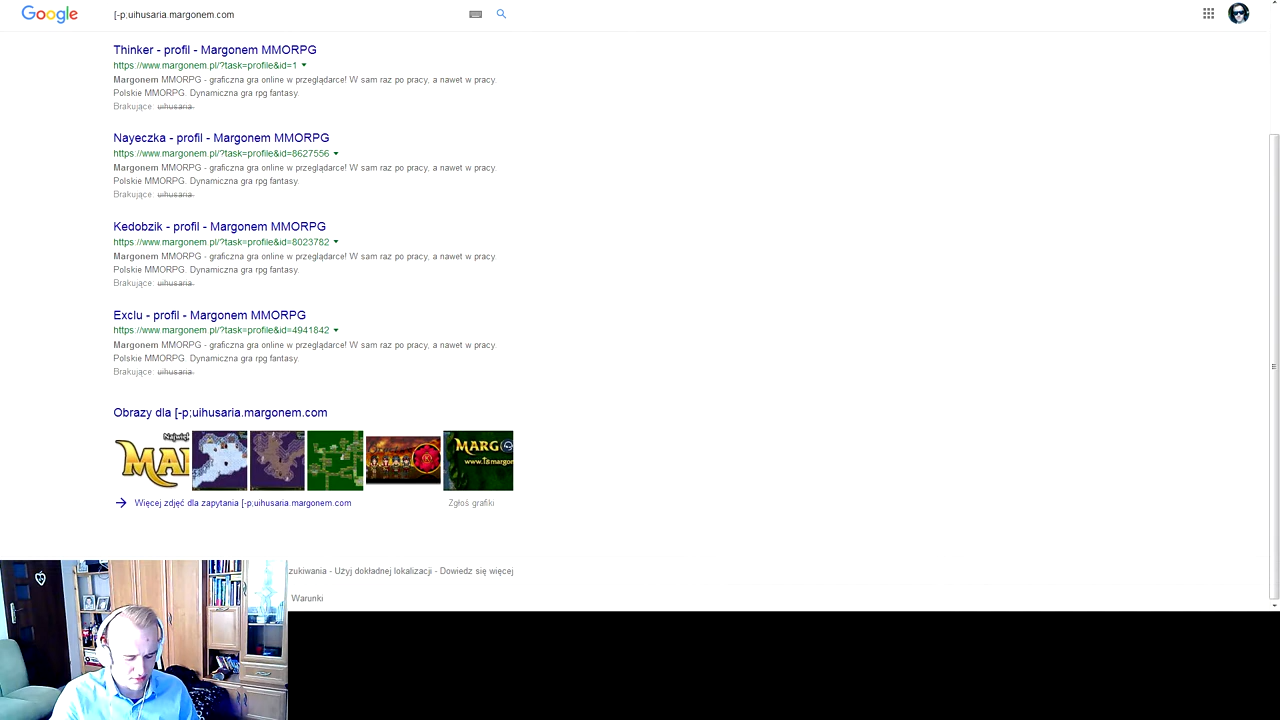 Google [-p;uihusaria.margonem.com
Thinker - profil - Margonem MMORPG
https://www.margonem.pl/?task=profile&id=1
Margonem MMORPG - graficzna gra online w przeglądarce! W sam raz po pracy, a nawet w pracy.
Polskie MMORPG. Dynamiczna gra rpg fantasy.
Brakujące: uihusaria.
Nayeczka - profil - Margonem MMORPG
https://www.margonem.pl/?task=profile&id=8627556
Margonem MMORPG - graficzna gra online w przeglądarce! W sam raz po pracy, a nawet w pracy.
Polskie MMORPG. Dynamiczna gra rpg fantasy.
Brakujące: uihusaria.
Kedobzik - profil - Margonem MMORPG
https://www.margonem.pl/?task=profile&id=8023782
Margonem MMORPG - graficzna gra online w przeglądarce! W sam raz po pracy, a nawet w pracy.
Polskie MMORPG. Dynamiczna gra rpg fantasy.
Brakujące: uihusaria.
Exclu - profil - Margonem MMORPG
https://www.margonem.pl/?task=profile&id=4941842
Margonem MMORPG - graficzna gra online w przeglądarce! W sam raz po pracy, a nawet w pracy.
Polskie MMORPG. Dynamiczna gra rpg fantasy.
Brakujące: uihusaria.
Obrazy dla [-p;uihusaria.margonem.com
Więcej zdjęć dla zapytania [-p;uihusaria.margonem.com Zgłoś grafiki
zukiwania - Użyj dokładnej lokalizacji - Dowiedz się więcej
Warunki